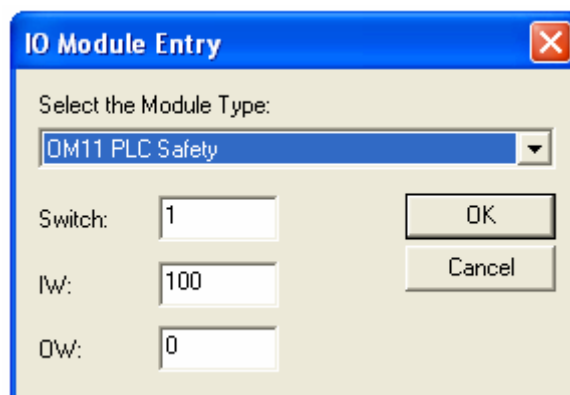 IO Module Entry
Select the Module Type:
OM11 PLC Safety
Switch: 1
OK
IW: 100
Cancel
OW: 0